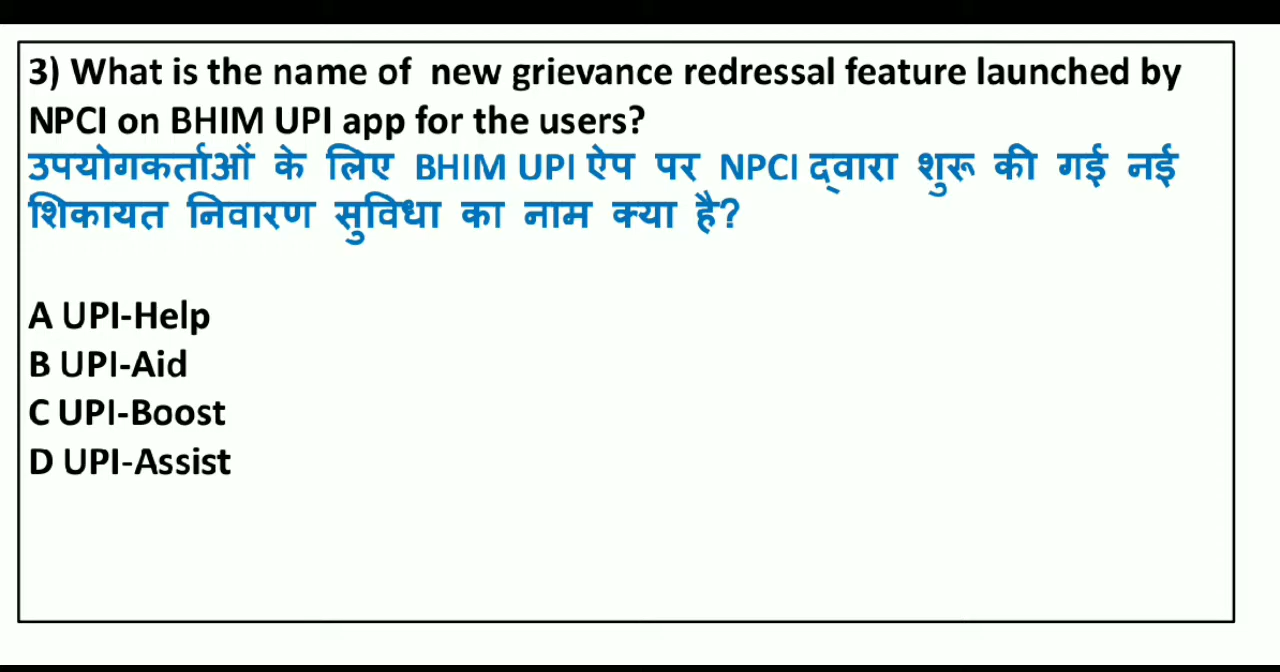 3) What is the name of new grievance redressal feature launched by
NPCI on BHIM UPI app for the users?
उपयोगकर्ताओं के लिए BHIM UPI ऐप पर NPCI द्वारा शुरू की गई नई
शिकायत निवारण सुविधा का नाम क्या है?
A UPI-Help
B UPI-Aid
C UPI-Boost
D UPI-Assist